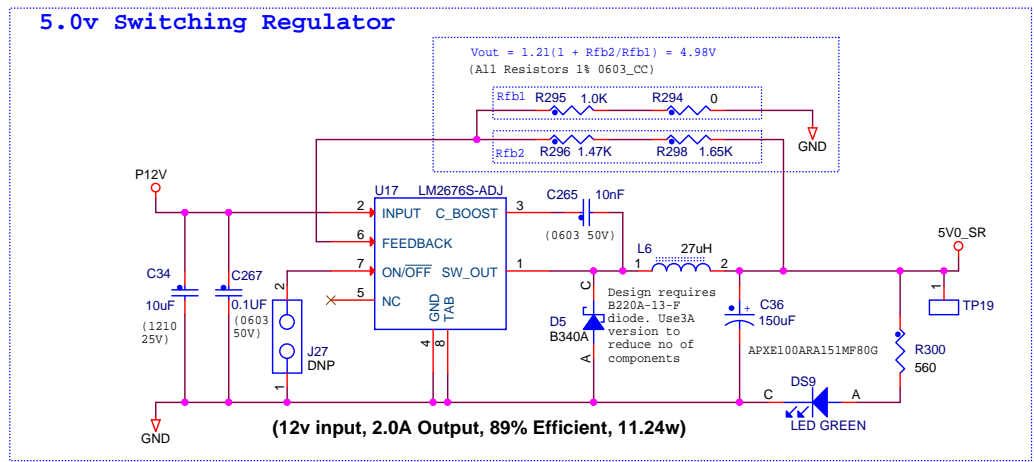 5.0v Switching Regulator
Vout = 1.21(1 + Rfb2/Rfb1) = 4.98V
(All Resistors 1% 0603_CC)
Rfb1
R295
1.0K
R294
0
GND
Rfb2
R296
1.47K
R298
1.65K
P12V
U17
LM2676S-ADJ
2
INPUT
C_BOOST
3
6
FEEDBACK
7
ON/OFF
SW_OUT
1
5
NC
GND
TAB
4
8
C265
10nF
(0603 50V)
L6
27uH
1
2
5V0_SR
1
TP19
C34
10uF
(1210
25V)
C267
0.1UF
(0603
50V)
2
J27
DNP
1
C
D5
B340A
A
Design requires
B220A-13-F
diode. Use3A
version to
reduce no of
components
+
C36
150uF
APXE100ARA151MF80G
R300
560
C
DS9
A
LED GREEN
GND
(12v input, 2.0A Output, 89% Efficient, 11.24w)